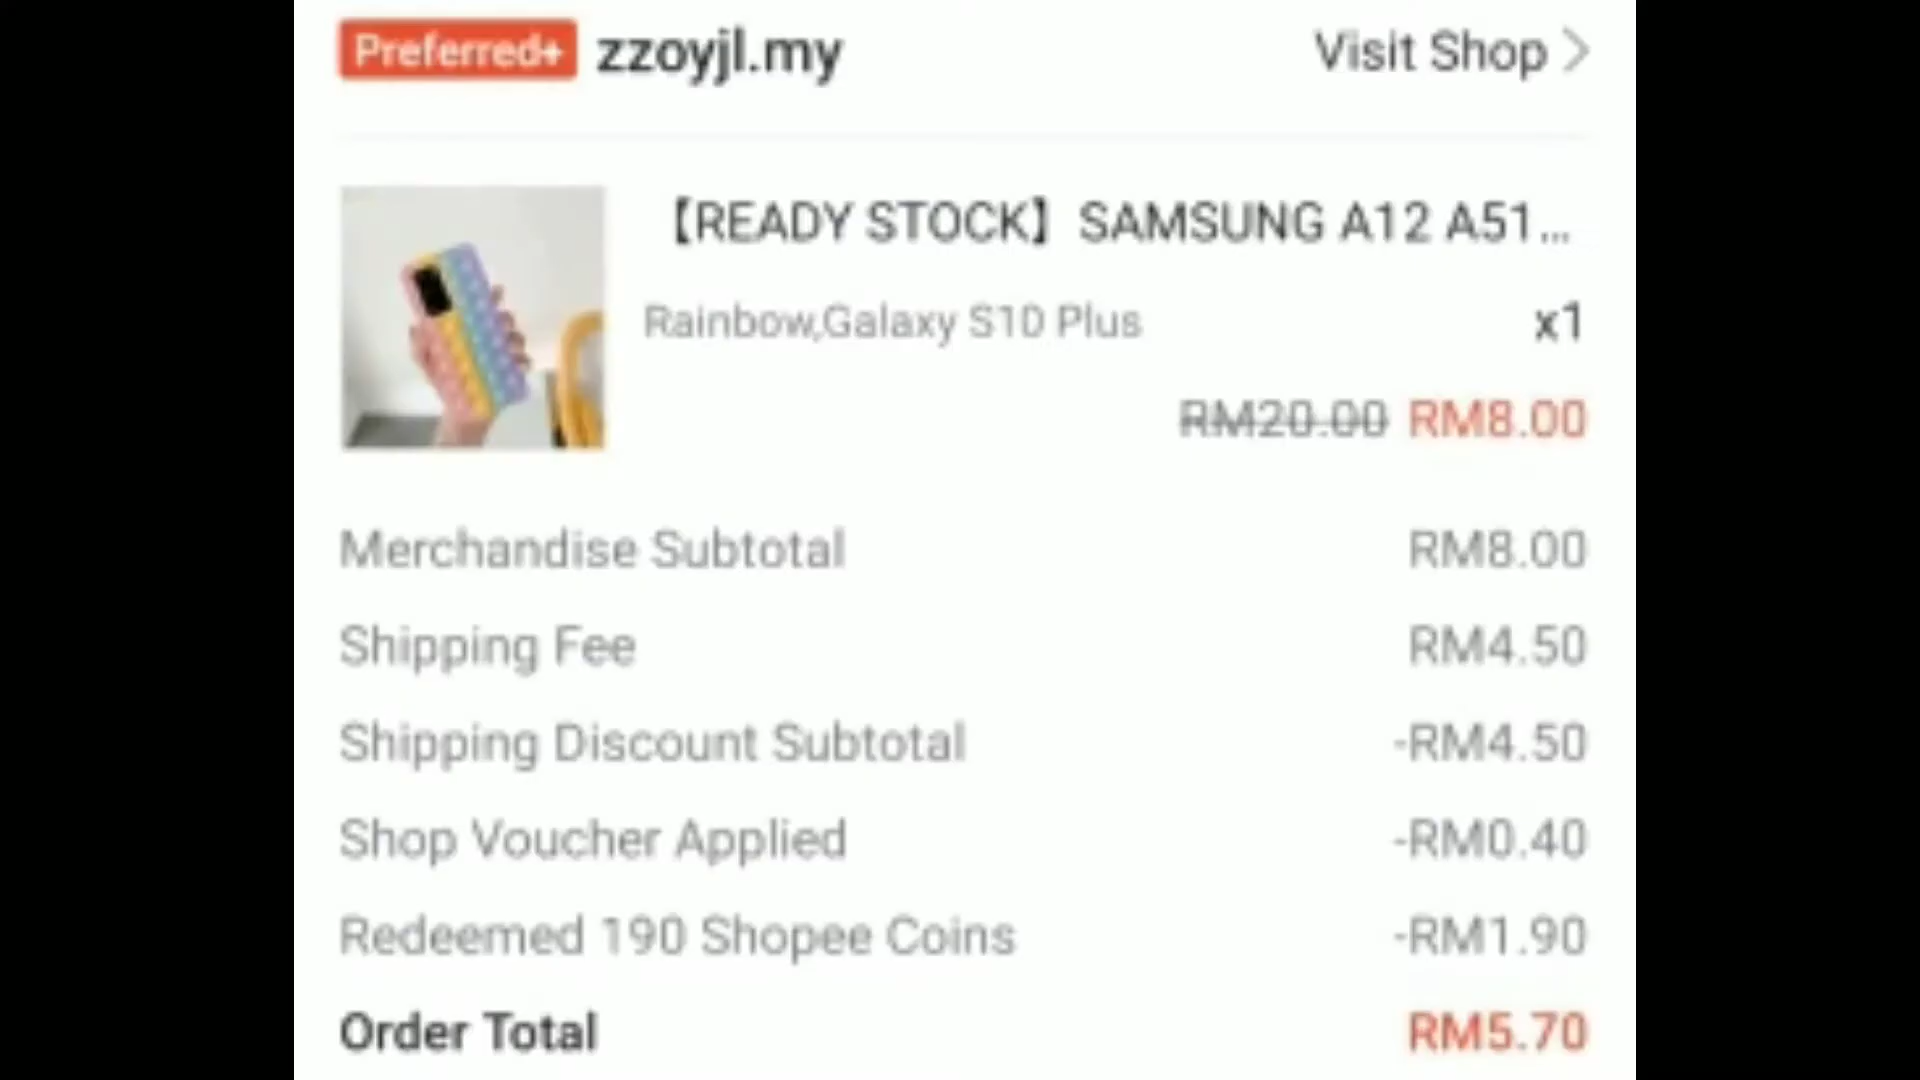 Preferred+ zzoyjl.my Visit Shop >
【READY STOCK】SAMSUNG A12 A51...
Rainbow,Galaxy S10 Plus x1
RM20.00 RM8.00
Merchandise Subtotal RM8.00
Shipping Fee RM4.50
Shipping Discount Subtotal -RM4.50
Shop Voucher Applied -RM0.40
Redeemed 190 Shopee Coins -RM1.90
Order Total RM5.70